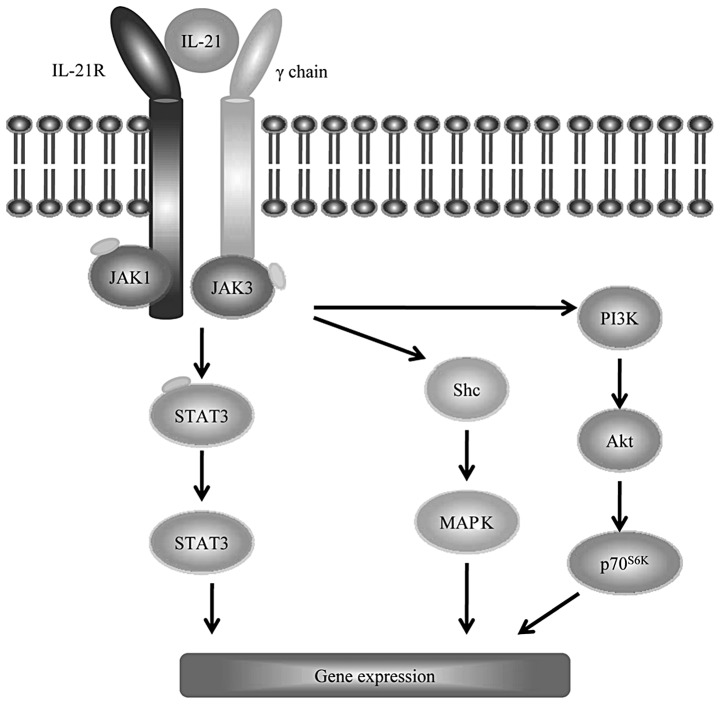 IL-21
IL-21R
γ chain
JAK1
JAK3
PI3K
Shc
STAT3
Akt
MAPK
STAT3
p70S6K
Gene expression